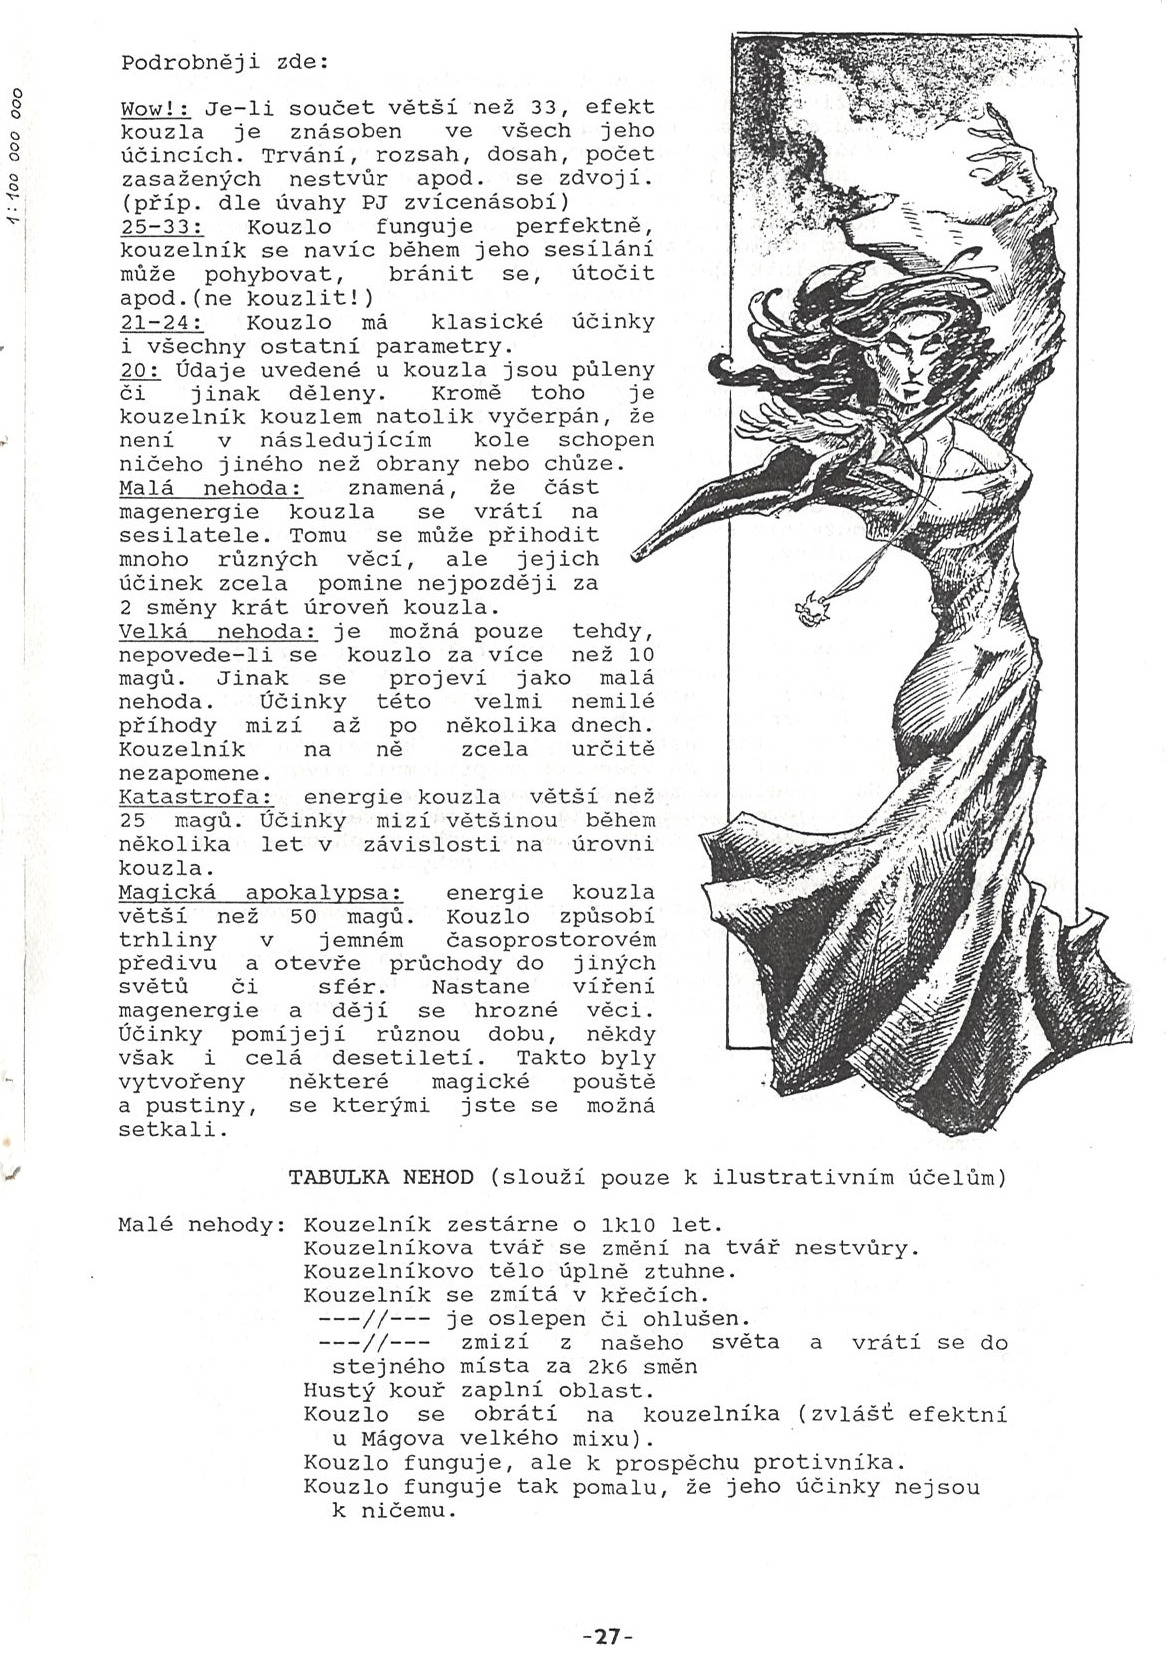 1:100 000 000
Podrobněji zde:
Wow!: Je-li součet větší než 33, efekt
kouzla je znásoben ve všech jeho
účincích. Trvání, rozsah, dosah, počet
zasažených nestvůr apod. se zdvojí.
(příp. dle úvahy PJ zvícenásobí)
25-33: Kouzlo funguje perfektně,
kouzelník se navíc během jeho sesílání
může pohybovat, bránit se, útočit
apod.(ne kouzlit!)
21-24: Kouzlo má klasické účinky
i všechny ostatní parametry.
20: Údaje uvedené u kouzla jsou půleny
či jinak děleny. Kromě toho je
kouzelník kouzlem natolik vyčerpán, že
není v následujícím kole schopen
ničeho jiného než obrany nebo chůze.
Malá nehoda: znamená, že část
magenergie kouzla se vrátí na
sesilatele. Tomu se může přihodit
mnoho různých věcí, ale jejich
účinek zcela pomine nejpozději za
2 směny krát úroveň kouzla.
Velká nehoda: je možná pouze tehdy,
nepovede-li se kouzlo za více než 10
magů. Jinak se projeví jako malá
nehoda. Účinky této velmi nemilé
příhody mizí až po několika dnech.
Kouzelník na ně zcela určitě
nezapomene.
Katastrofa: energie kouzla větší než
25 magů. Účinky mizí většinou během
několika let v závislosti na úrovni
kouzla.
Magická apokalypsa: energie kouzla
větší než 50 magů. Kouzlo způsobí
trhliny v jemném časoprostorovém
předivu a otevře průchody do jiných
světů či sfér. Nastane víření
magenergie a dějí se hrozné věci.
Účinky pomíjejí různou dobu, někdy
však i celá desetiletí. Takto byly
vytvořeny některé magické pouště
a pustiny, se kterými jste se možná
setkali.
TABULKA NEHOD (slouží pouze k ilustrativním účelům)
Malé nehody: Kouzelník zestárne o 1k10 let.
Kouzelníkova tvář se změní na tvář nestvůry.
Kouzelníkovo tělo úplně ztuhne.
Kouzelník se zmítá v křečích.
---//--- je oslepen či ohlušen.
---//--- zmizí z našeho světa a vrátí se do
stejného místa za 2k6 směn
Hustý kouř zaplní oblast.
Kouzlo se obrátí na kouzelníka (zvlášť efektní
u Mágova velkého mixu).
Kouzlo funguje, ale k prospěchu protivníka.
Kouzlo funguje tak pomalu, že jeho účinky nejsou
k ničemu.
-27-